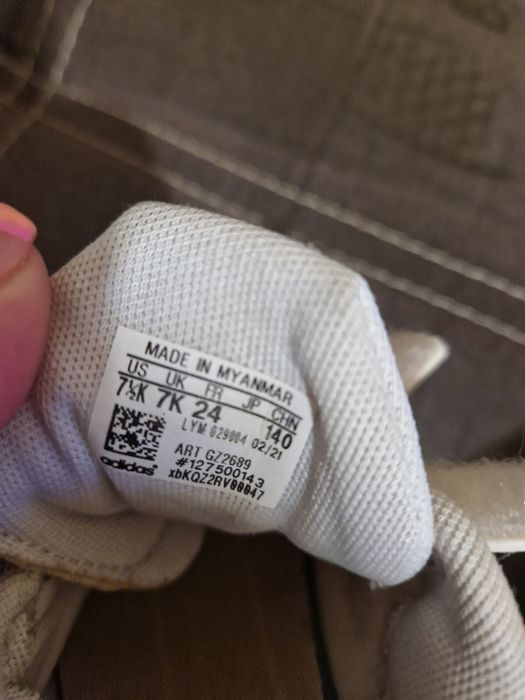 MADE IN MYANMAR
US UK FR JP CHN
7½K 7K 24 140
LYM 029004 02/21
ART GZ2689
#127500143
xbKQZ2RV00047
adidas